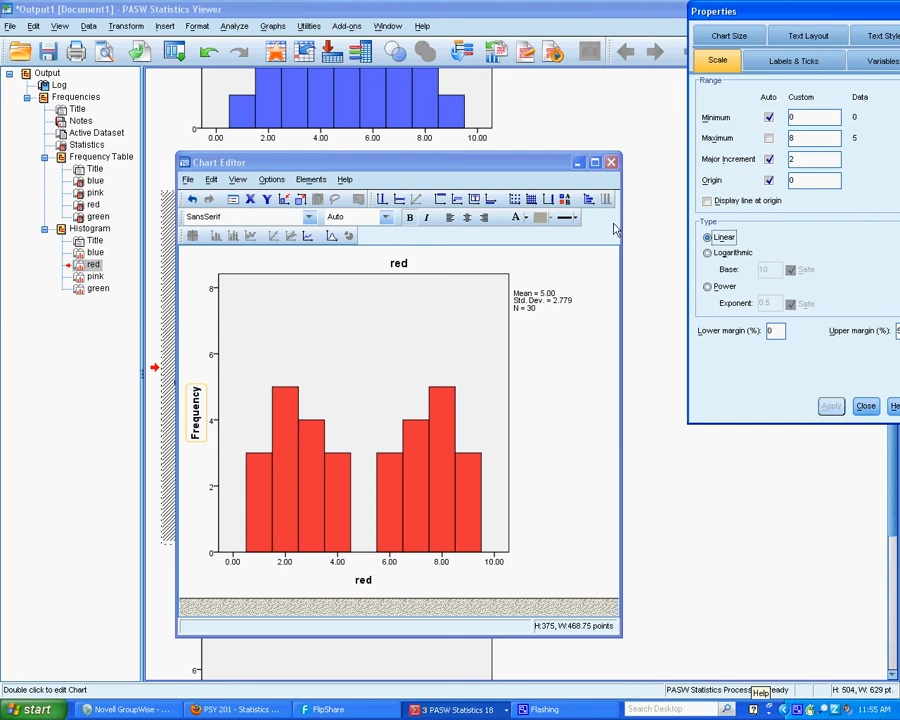 *Output1 [Document1] - PASW Statistics Viewer
File Edit View Data Transform Insert Format Analyze Graphs Utilities Add-ons Window Help
Output
Log
Frequencies
Title
Notes
Active Dataset
Statistics
Frequency Table
Title
blue
pink
red
green
Histogram
Title
blue
red
pink
green
0
0.00 2.00 4.00 6.00 8.00 10.00
Chart Editor
File Edit View Options Elements Help
SansSerif Auto B I A
red
Mean = 5.00
Std. Dev. = 2.779
N = 30
Frequency
8
6
4
2
0
0.00 2.00 4.00 6.00 8.00 10.00
red
H:375, W:468.75 points
6
Properties
Chart Size Text Layout Text Style
Scale Labels & Ticks Variables
Range
Auto Custom Data
Minimum 0 0
Maximum 8 5
Major Increment 2
Origin 0
Display line at origin
Type
Linear
Logarithmic
Base: 10 Safe
Power
Exponent: 0.5 Safe
Lower margin (%): 0 Upper margin (%):
Apply Close He
Double click to edit Chart PASW Statistics Process eady H: 504, W: 629 pt.
Help
start Novell GroupWise - ... PSY 201 - Statistics ... FlipShare 3 PASW Statistics 18 Flashing Search Desktop 11:55 AM